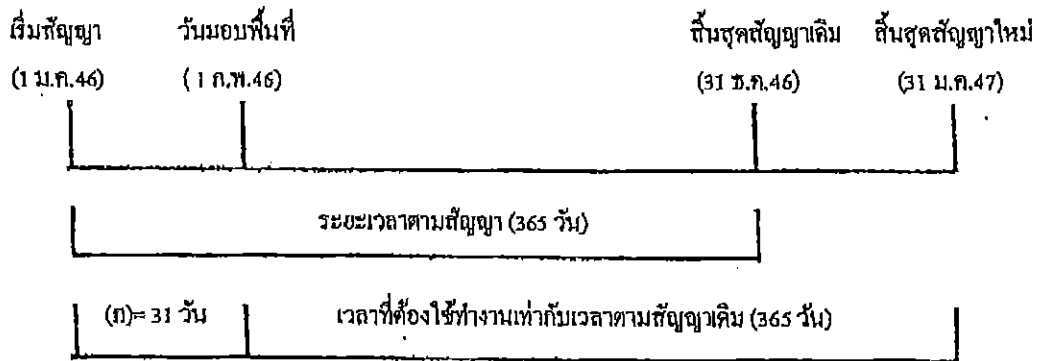 เริ่มสัญญา วันมอบพื้นที่ สิ้นสุดสัญญาเดิม สิ้นสุดสัญญาใหม่
(1 ม.ค.46) (1 ก.พ.46) (31 ธ.ค.46) (31 ม.ค.47)
ระยะเวลาตามสัญญา (365 วัน)
(ก)= 31 วัน เวลาที่ต้องใช้ทำงานเท่ากับเวลาตามสัญญาเดิม (365 วัน)